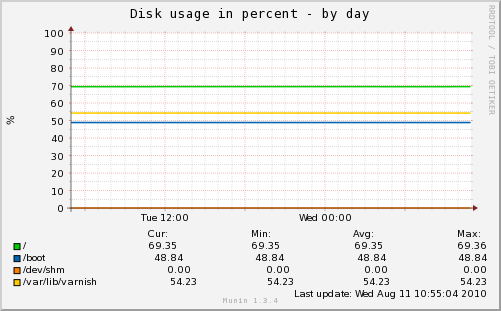 Disk usage in percent - by day
RRDTOOL / TOBI OETIKER
%
100
90
80
70
60
50
40
30
20
10
0
Tue 12:00 Wed 00:00
Cur: Min: Avg: Max:
/ 69.35 69.35 69.35 69.36
/boot 48.84 48.84 48.84 48.84
/dev/shm 0.00 0.00 0.00 0.00
/var/lib/varnish 54.23 54.23 54.23 54.23
Last update: Wed Aug 11 10:55:04 2010
Munin 1.3.4